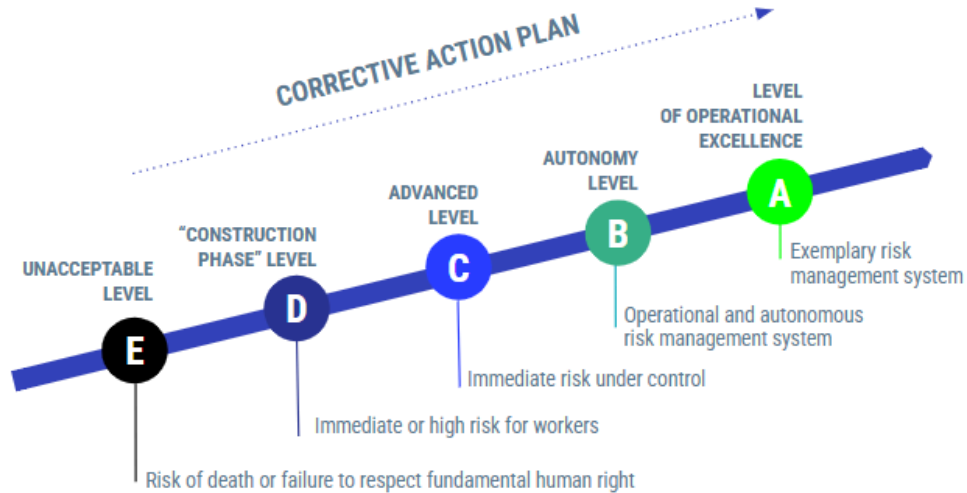 CORRECTIVE ACTION PLAN
LEVEL
OF OPERATIONAL
EXCELLENCE
A
Exemplary risk
management system
AUTONOMY
LEVEL
B
Operational and autonomous
risk management system
ADVANCED
LEVEL
C
Immediate risk under control
“CONSTRUCTION
PHASE” LEVEL
D
Immediate or high risk for workers
UNACCEPTABLE
LEVEL
E
Risk of death or failure to respect fundamental human right